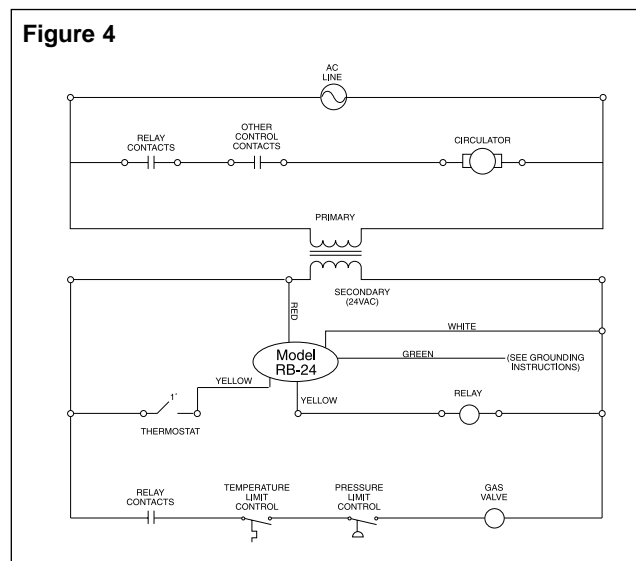 Figure 4
AC
LINE
RELAY
CONTACTS
OTHER
CONTROL
CONTACTS
CIRCULATOR
PRIMARY
SECONDARY
(24VAC)
RED
WHITE
Model
RB-24
GREEN
(SEE GROUNDING
INSTRUCTIONS)
YELLOW
1˚
THERMOSTAT
YELLOW
RELAY
RELAY
CONTACTS
TEMPERATURE
LIMIT
CONTROL
PRESSURE
LIMIT
CONTROL
GAS
VALVE